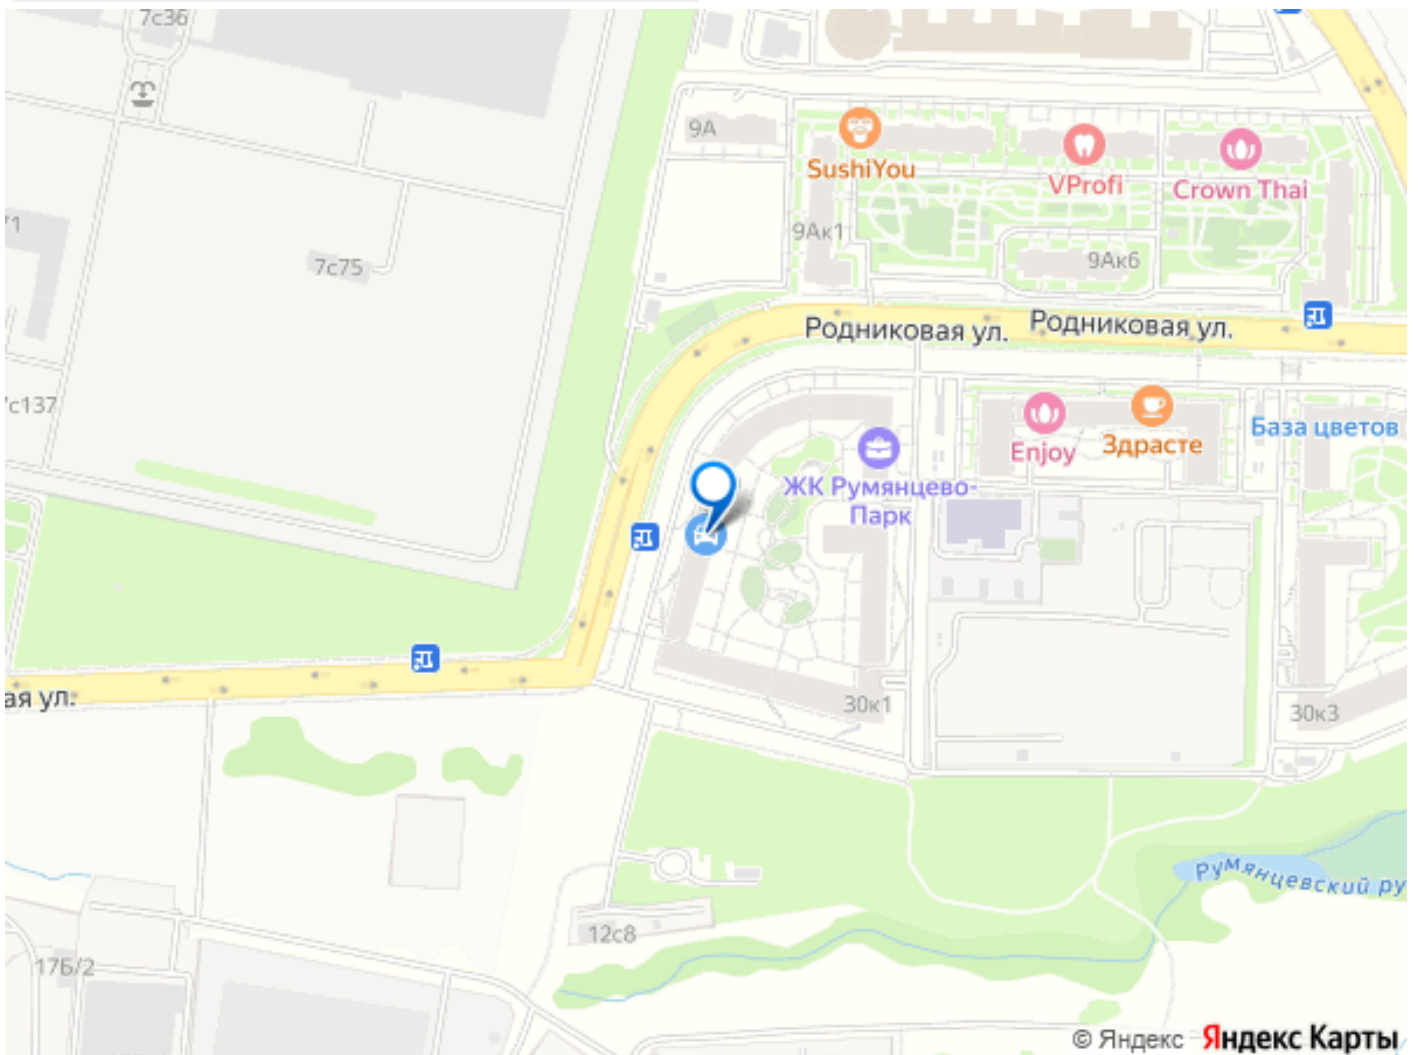 7с36
9А
SushiYou
VProfi
Crown Thai
9Ак1
9Ак6
7с75
Родниковая ул.
Родниковая ул.
7с137
Enjoy
Здрасте
База цветов
ЖК Румянцево-
Парк
ая ул.
30к1
30к3
Румянцевский ру
12с8
17Б/2
© Яндекс Яндекс Карты